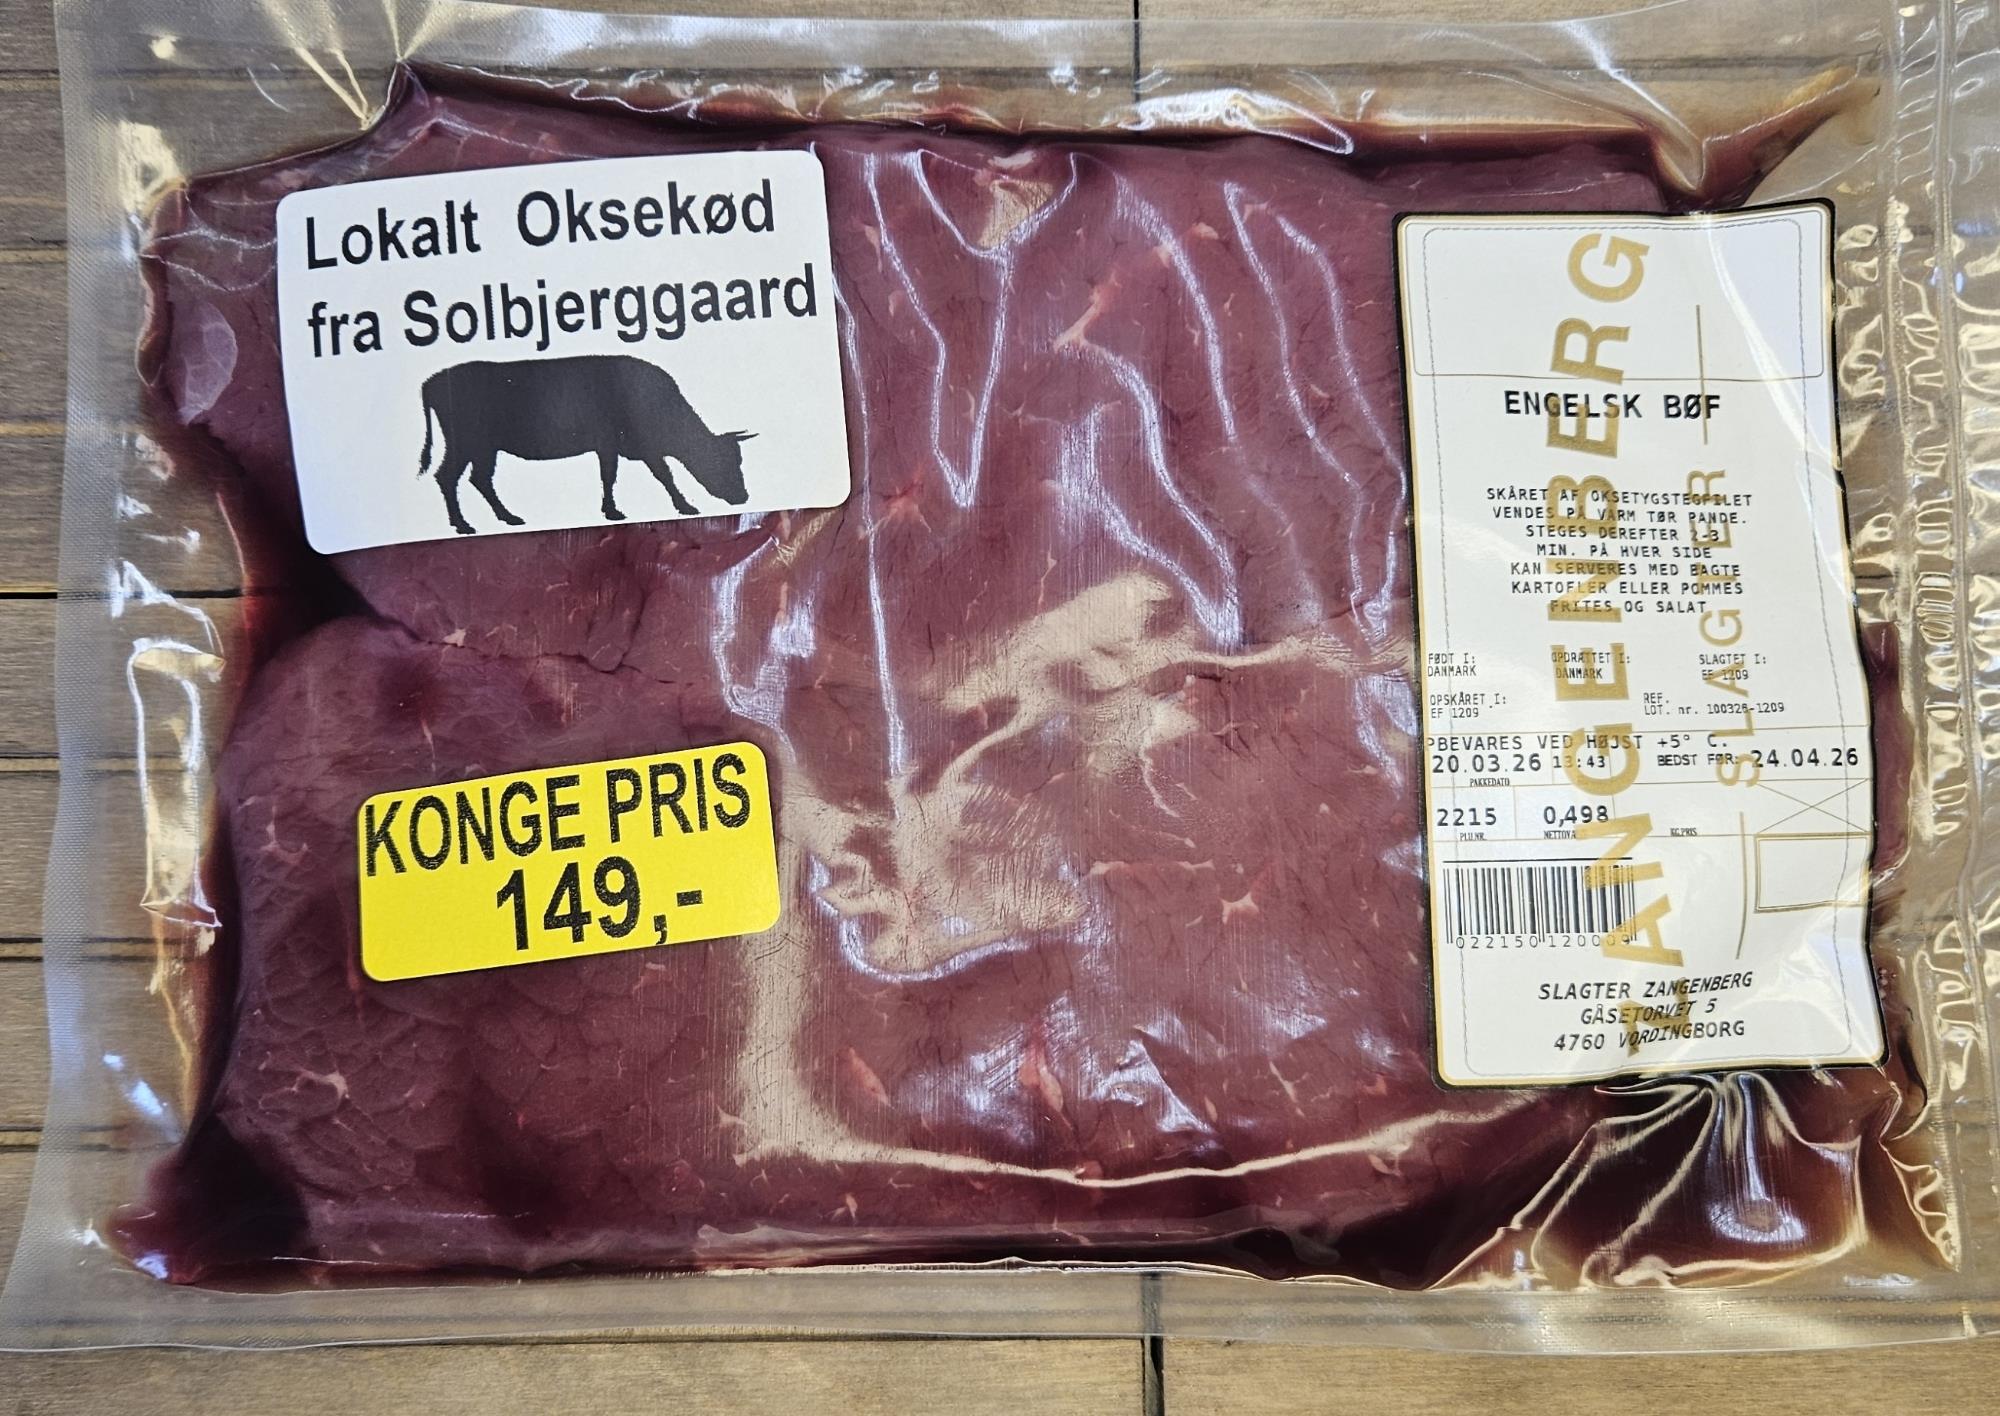 Lokalt Oksekød
fra Solbjerggaard
KONGE PRIS
149,-
ZANGENBERG
SLAGTER
ENGELSK BØF
SKÅRET AF OKSETYGSTEGFILET
VENDES PÅ VARM TØR PANDE.
STEGES DEREFTER 2-3
MIN. PÅ HVER SIDE
KAN SERVERES MED BAGTE
KARTOFLER ELLER POMMES
FRITES OG SALAT
FØDT I: OPDRÆTTET I: SLAGTET I:
DANMARK DANMARK EF 1209
OPSKÅRET I: REF.
EF 1209 LOT. nr. 100326-1209
PBEVARES VED HØJST +5° C.
20.03.26 13:43 BEDST FØR: 24.04.26
PAKKEDATO
2215 0,498
PLU.NR. KG.PRIS
022150120009
SLAGTER ZANGENBERG
GÅSETORVET 5
4760 VORDINGBORG